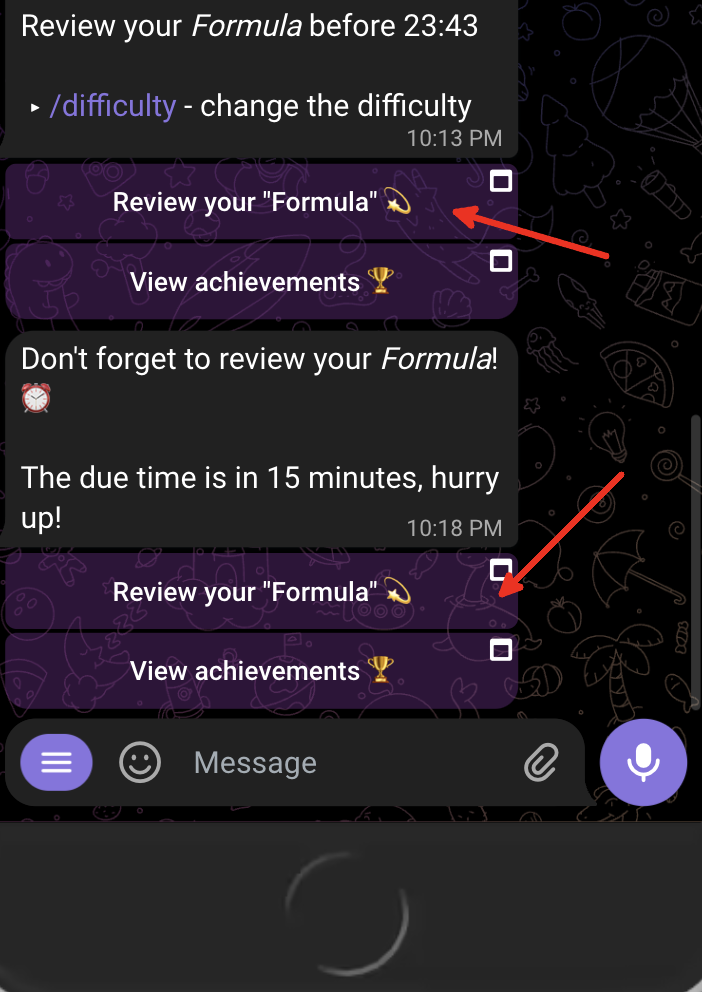 Review your Formula before 23:43
▸ /difficulty - change the difficulty
10:13 PM
Review your "Formula" 💫
View achievements 🏆
Don't forget to review your Formula!
⏰
The due time is in 15 minutes, hurry
up!
10:18 PM
Review your "Formula" 💫
View achievements 🏆
Message